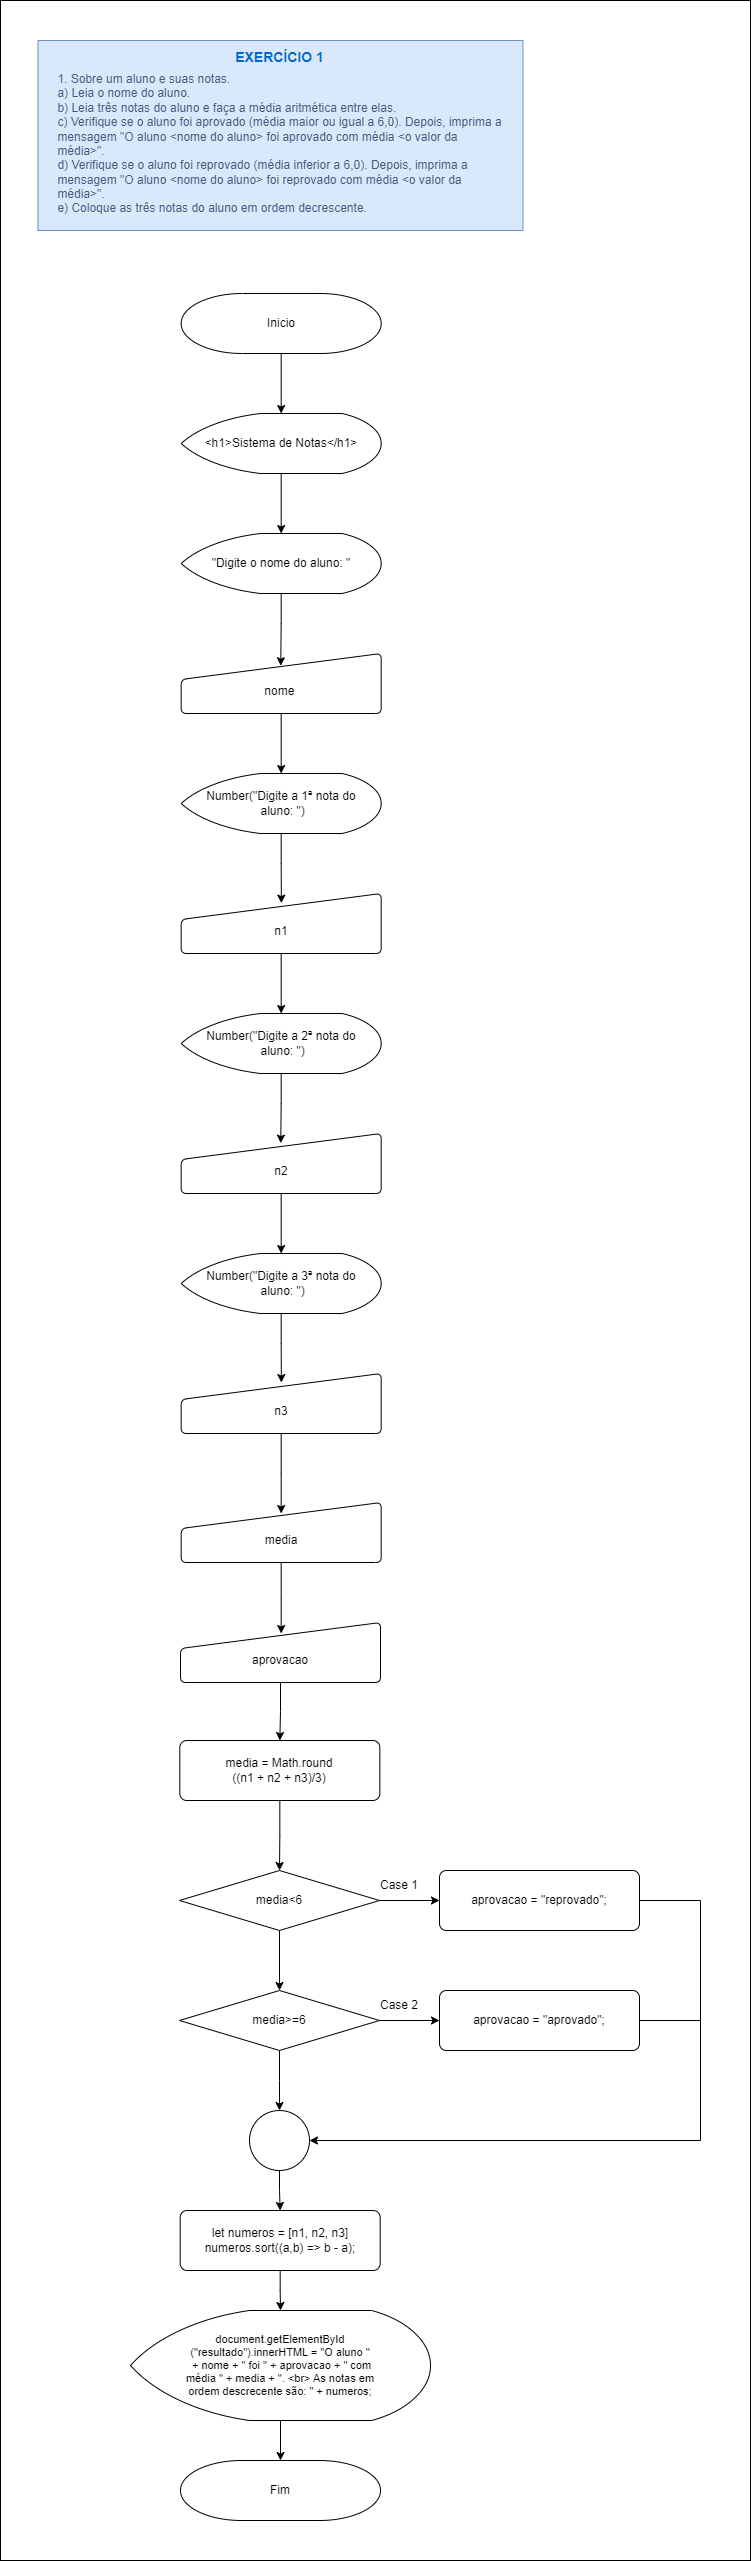 EXERCÍCIO 1
1. Sobre um aluno e suas notas.
a) Leia o nome do aluno.
b) Leia três notas do aluno e faça a média aritmética entre elas.
c) Verifique se o aluno foi aprovado (média maior ou igual a 6,0). Depois, imprima a
mensagem "O aluno <nome do aluno> foi aprovado com média <o valor da
média>".
d) Verifique se o aluno foi reprovado (média inferior a 6,0). Depois, imprima a
mensagem "O aluno <nome do aluno> foi reprovado com média <o valor da
média>".
e) Coloque as três notas do aluno em ordem decrescente.
Inicio
<h1>Sistema de Notas</h1>
"Digite o nome do aluno: "
nome
Number("Digite a 1ª nota do
aluno: ")
n1
Number("Digite a 2ª nota do
aluno: ")
n2
Number("Digite a 3ª nota do
aluno: ")
n3
media
aprovacao
media = Math.round
((n1 + n2 + n3)/3)
media<6
Case 1
aprovacao = "reprovado";
media>=6
Case 2
aprovacao = "aprovado";
let numeros = [n1, n2, n3]
numeros.sort((a,b) => b - a);
document.getElementById
("resultado").innerHTML = "O aluno "
+ nome + " foi " + aprovacao + " com
média " + media + ". <br> As notas em
ordem descrecente são: " + numeros;
Fim